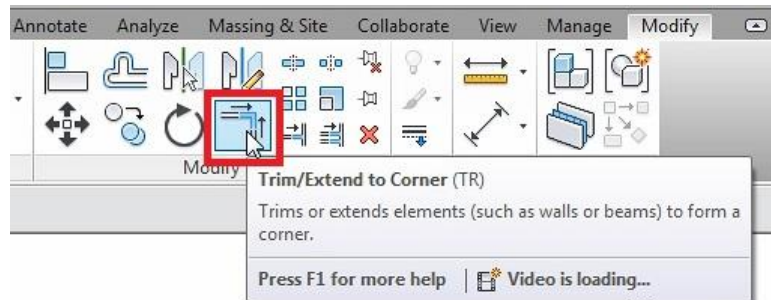 Annotate Analyze Massing & Site Collaborate View Manage Modify
Modify
Trim/Extend to Corner (TR)
Trims or extends elements (such as walls or beams) to form a
corner.
Press F1 for more help Video is loading...